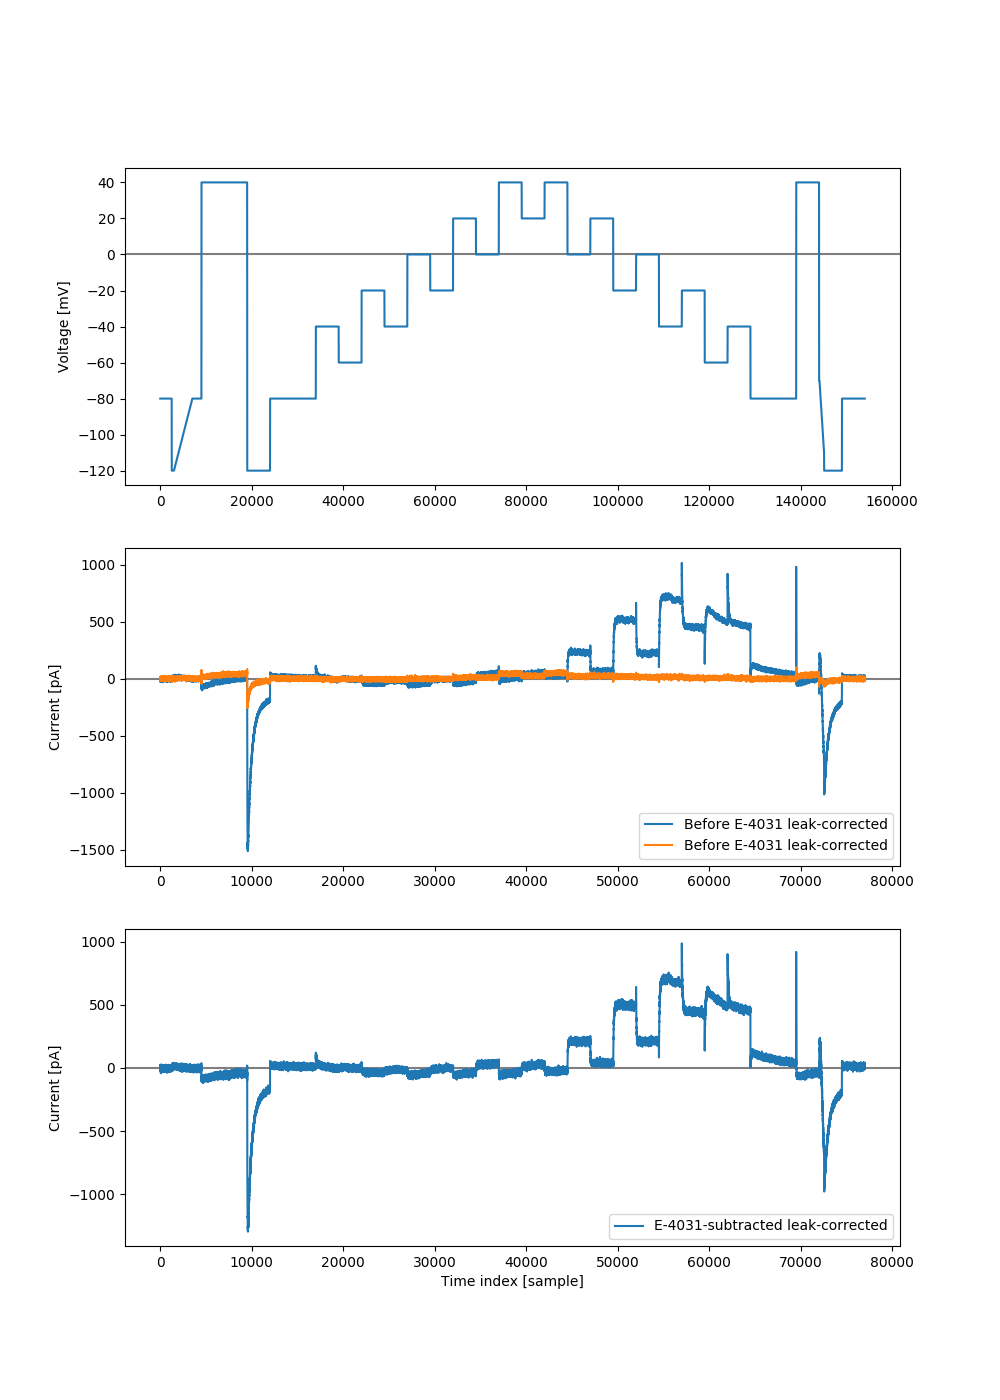 40
20
0
−20
−40
−60
−80
−100
−120
Voltage [mV]
0 20000 40000 60000 80000 100000 120000 140000 160000
1000
500
0
−500
−1000
−1500
Current [pA]
Before E-4031 leak-corrected
Before E-4031 leak-corrected
0 10000 20000 30000 40000 50000 60000 70000 80000
1000
500
0
−500
−1000
Current [pA]
E-4031-subtracted leak-corrected
0 10000 20000 30000 40000 50000 60000 70000 80000
Time index [sample]